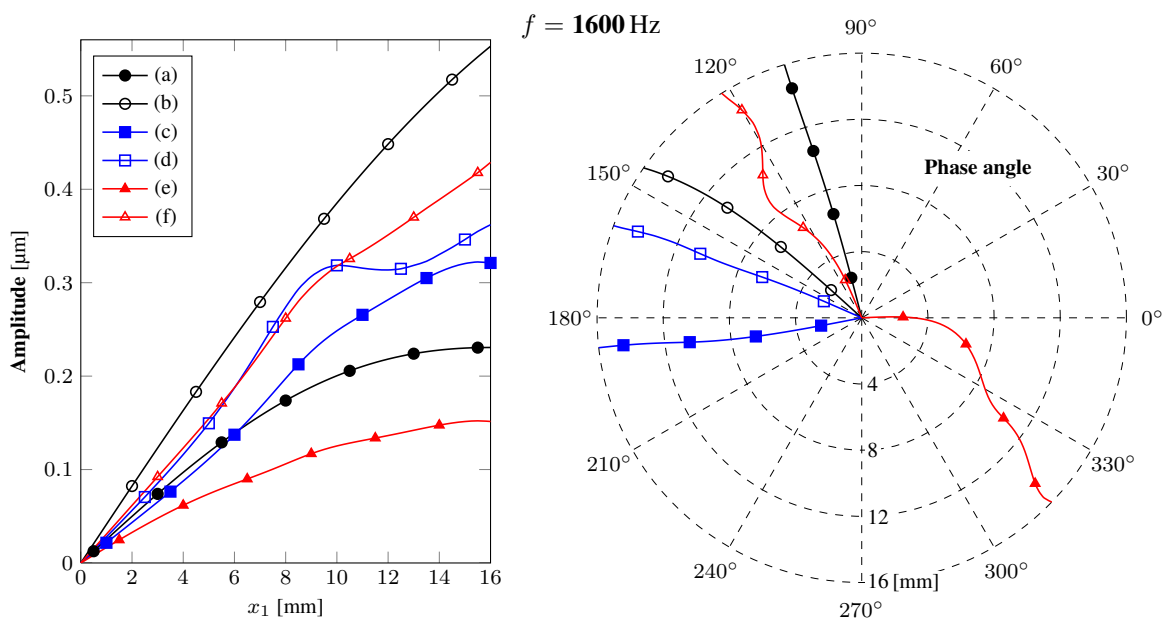 f = 1600 Hz
(a)
(b)
(c)
(d)
(e)
(f)
Amplitude [µm]
0.5
0.4
0.3
0.2
0.1
0
0 2 4 6 8 10 12 14 16
x₁ [mm]
Phase angle
90°
120° 60°
150° 30°
180° 0°
210° 330°
240° 300°
270°
4
8
12
16 [mm]